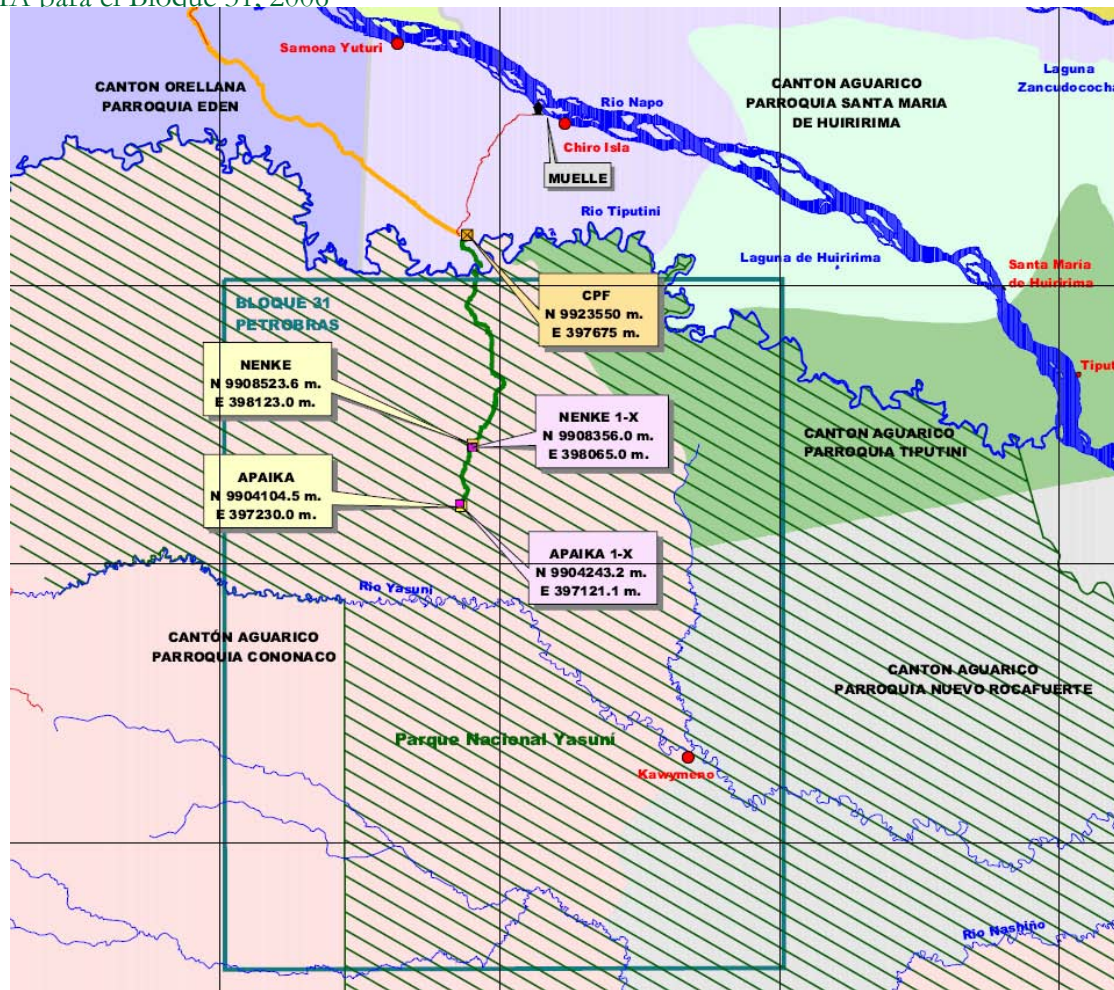 para el Bloque 31, 2006
Samona Yuturi
CANTON ORELLANA
PARROQUIA EDEN
CANTON AGUARICO
PARROQUIA SANTA MARIA
DE HUIRIRIMA
Laguna
Zancudococha
Rio Napo
Chiro Isla
MUELLE
Rio Tiputini
Laguna de Huiririma
Santa María
de Huiririma
BLOQUE 31
PETROBRAS
CPF
N 9923550 m.
E 397675 m.
NENKE
N 9908523.6 m.
E 398123.0 m.
Tiput
NENKE 1-X
N 9908356.0 m.
E 398065.0 m.
CANTON AGUARICO
PARROQUIA TIPUTINI
APAIKA
N 9904104.5 m.
E 397230.0 m.
APAIKA 1-X
N 9904243.2 m.
E 397121.1 m.
Rio Yasuni
CANTÓN AGUARICO
PARROQUIA CONONACO
CANTON AGUARICO
PARROQUIA NUEVO ROCAFUERTE
Parque Nacional Yasuní
Kawymeno
Rio Nashiño